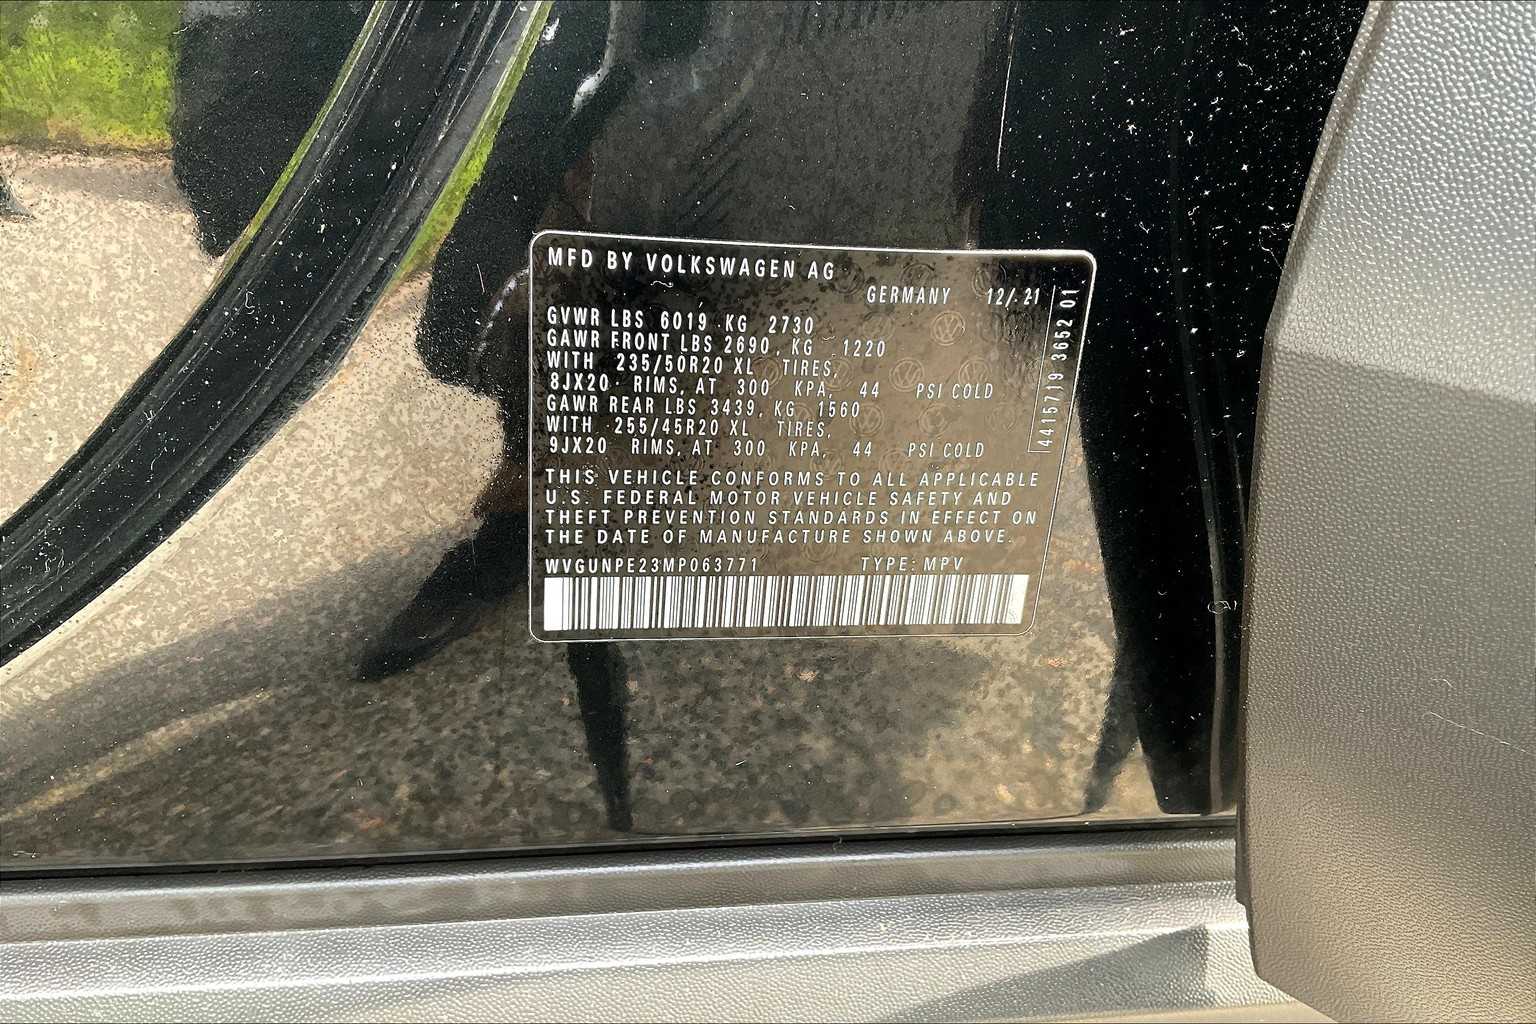 MFD BY VOLKSWAGEN AG
GERMANY 12/21
GVWR LBS 6019 KG 2730
GAWR FRONT LBS 2690, KG 1220
WITH 235/50R20 XL TIRES,
8JX20 RIMS, AT 300 KPA, 44 PSI COLD
GAWR REAR LBS 3439, KG 1560
WITH 255/45R20 XL TIRES,
9JX20 RIMS, AT 300 KPA, 44 PSI COLD
THIS VEHICLE CONFORMS TO ALL APPLICABLE
U.S. FEDERAL MOTOR VEHICLE SAFETY AND
THEFT PREVENTION STANDARDS IN EFFECT ON
THE DATE OF MANUFACTURE SHOWN ABOVE.
WVGUNPE23MP063771 TYPE: MPV
4415719 3652 01